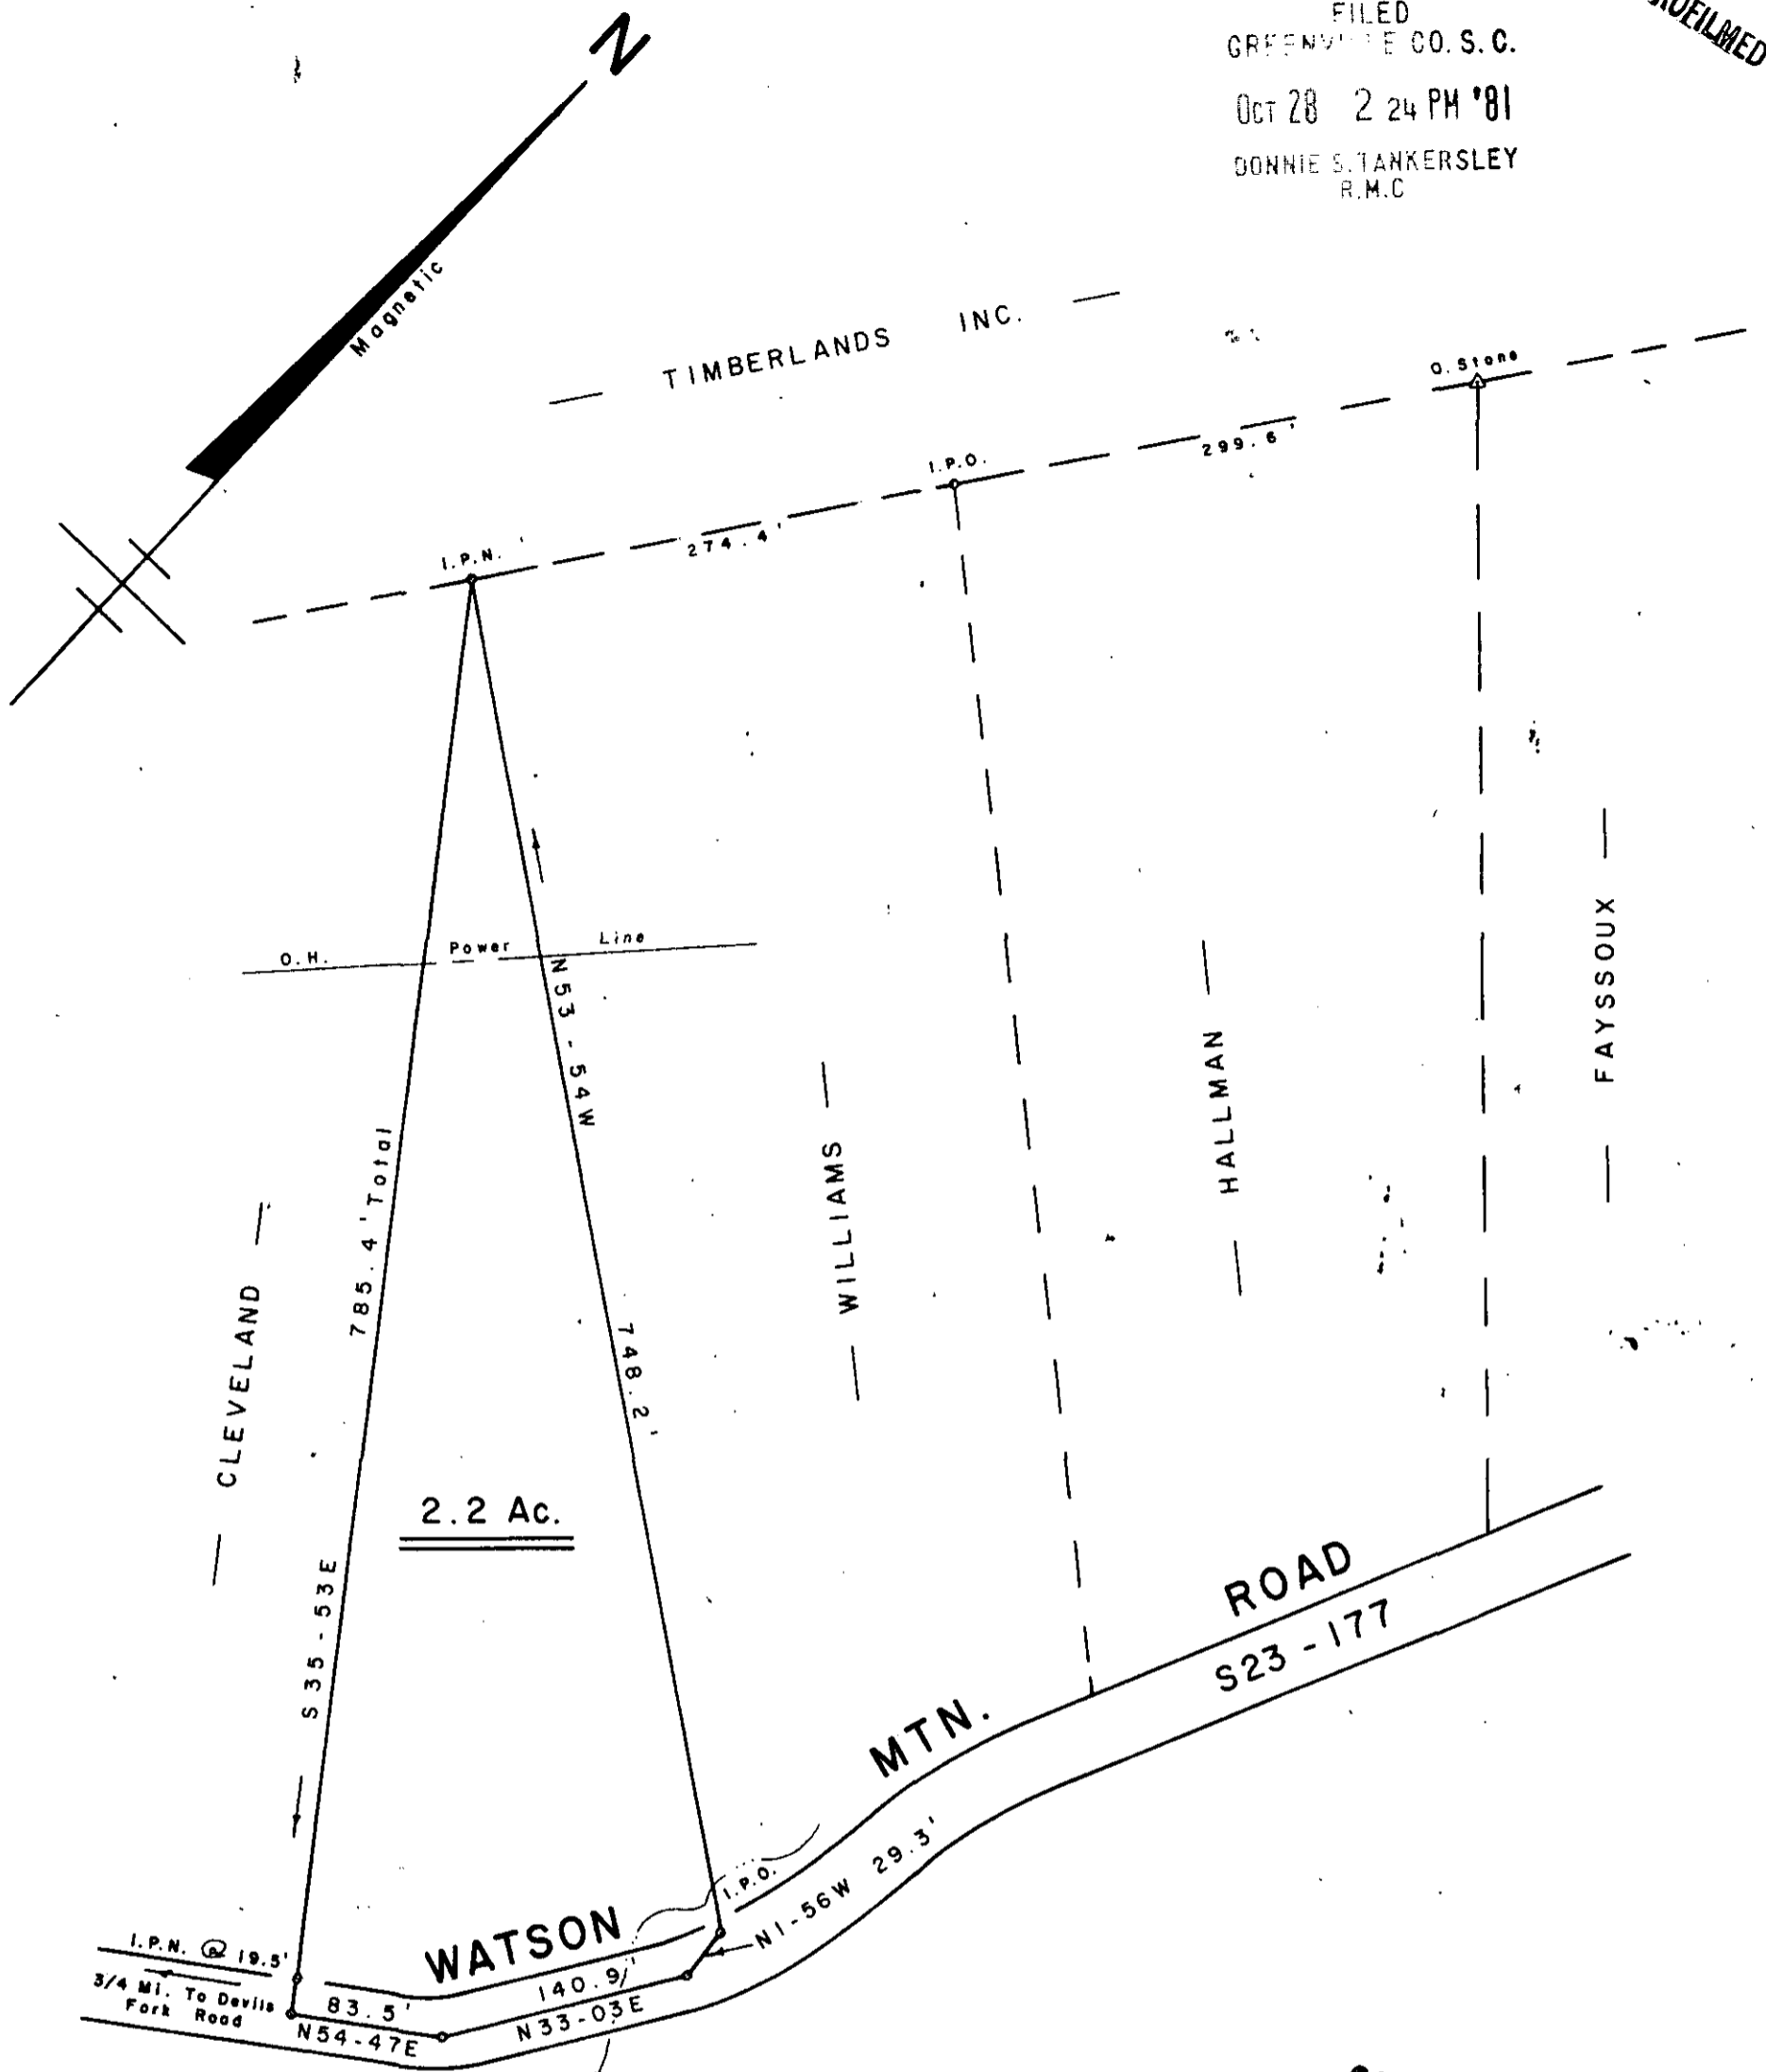 FILED
GREENVILLE CO. S. C.
OCT 28 2 24 PM '81
DONNIE S. TANKERSLEY
R.M.C
N
Magnetic
TIMBERLANDS INC.
O. Stone
299.6'
I.P.O.
274.4'
I.P.N.
O.H. Power Line
N53-54W
748.2'
785.4' Total
S35-53E
CLEVELAND
WILLIAMS
HALLMAN
FAYSSOUX
2.2 Ac.
WATSON MTN. ROAD
S23-177
I.P.O.
N1-56W 29.3'
I.P.N. @ 19.5'
3/4 Mi. To Devils
Fork Road
83.5'
N54-47E
140.9'
N33-03E